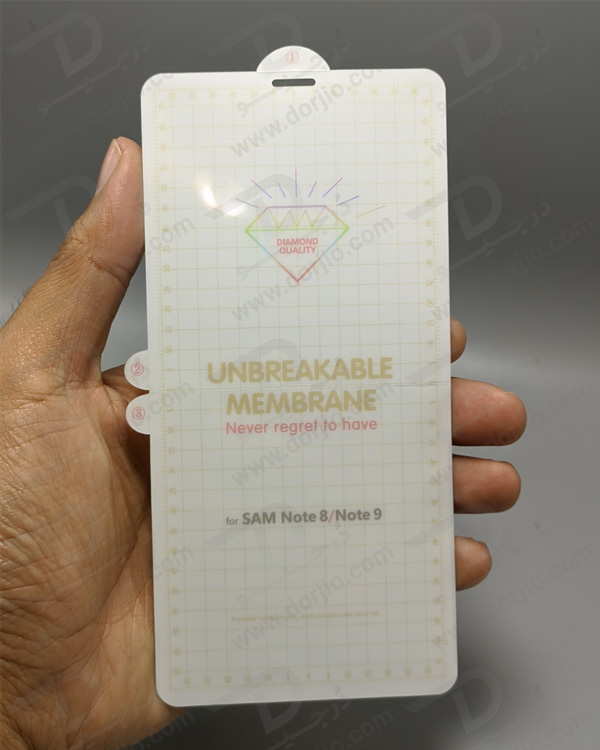 ①
DIAMOND
QUALITY
②
③
UNBREAKABLE
MEMBRANE
Never regret to have
for SAM Note 8/Note 9
www.dorjio.com